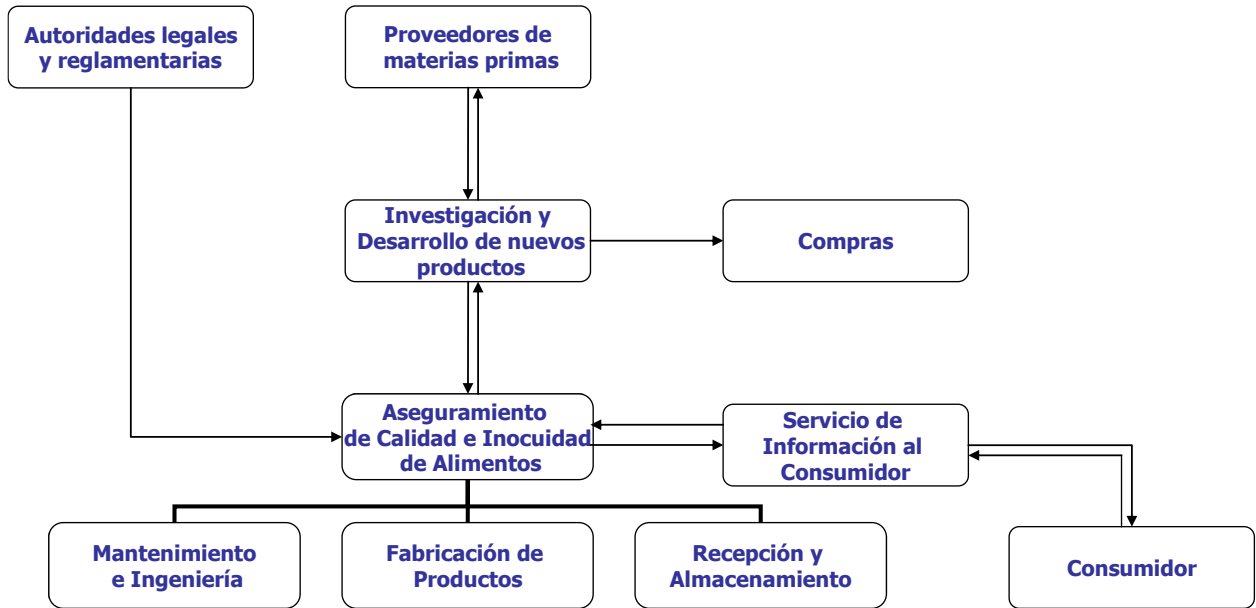 Autoridades legales
y reglamentarias
Proveedores de
materias primas
Investigación y
Desarrollo de nuevos
productos
Compras
Aseguramiento
de Calidad e Inocuidad
de Alimentos
Servicio de
Información al
Consumidor
Mantenimiento
e Ingeniería
Fabricación de
Productos
Recepción y
Almacenamiento
Consumidor